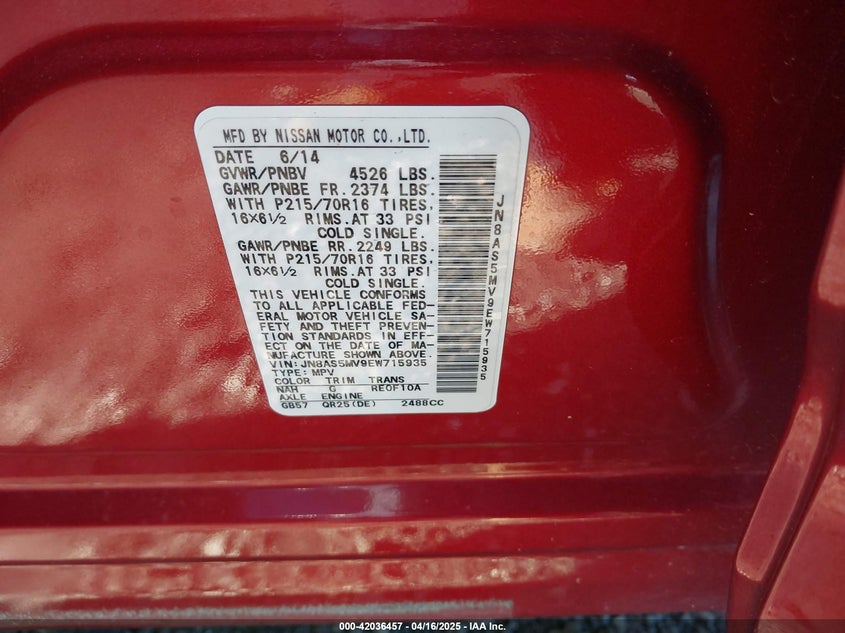 MFD BY NISSAN MOTOR CO.,LTD.
DATE 6/14
GVWR/PNBV 4526 LBS.
GAWR/PNBE FR. 2374 LBS.
WITH P215/70R16 TIRES,
16X6½ RIMS.AT 33 PSI
COLD SINGLE.
GAWR/PNBE RR. 2249 LBS.
WITH P215/70R16 TIRES,
16X6½ RIMS.AT 33 PSI
COLD SINGLE.
THIS VEHICLE CONFORMS
TO ALL APPLICABLE FED-
ERAL MOTOR VEHICLE SA-
FETY AND THEFT PREVEN-
TION STANDARDS IN EFF-
ECT ON THE DATE OF MA-
NUFACTURE SHOWN ABOVE.
VIN: JN8AS5MV9EW715935
TYPE: MPV
COLOR TRIM TRANS
NAH G RE0F10A
AXLE ENGINE
GB57 QR25(DE) 2488CC
JN8AS5MV9EW715935
000-42036457 - 04/16/2025 - IAA Inc.